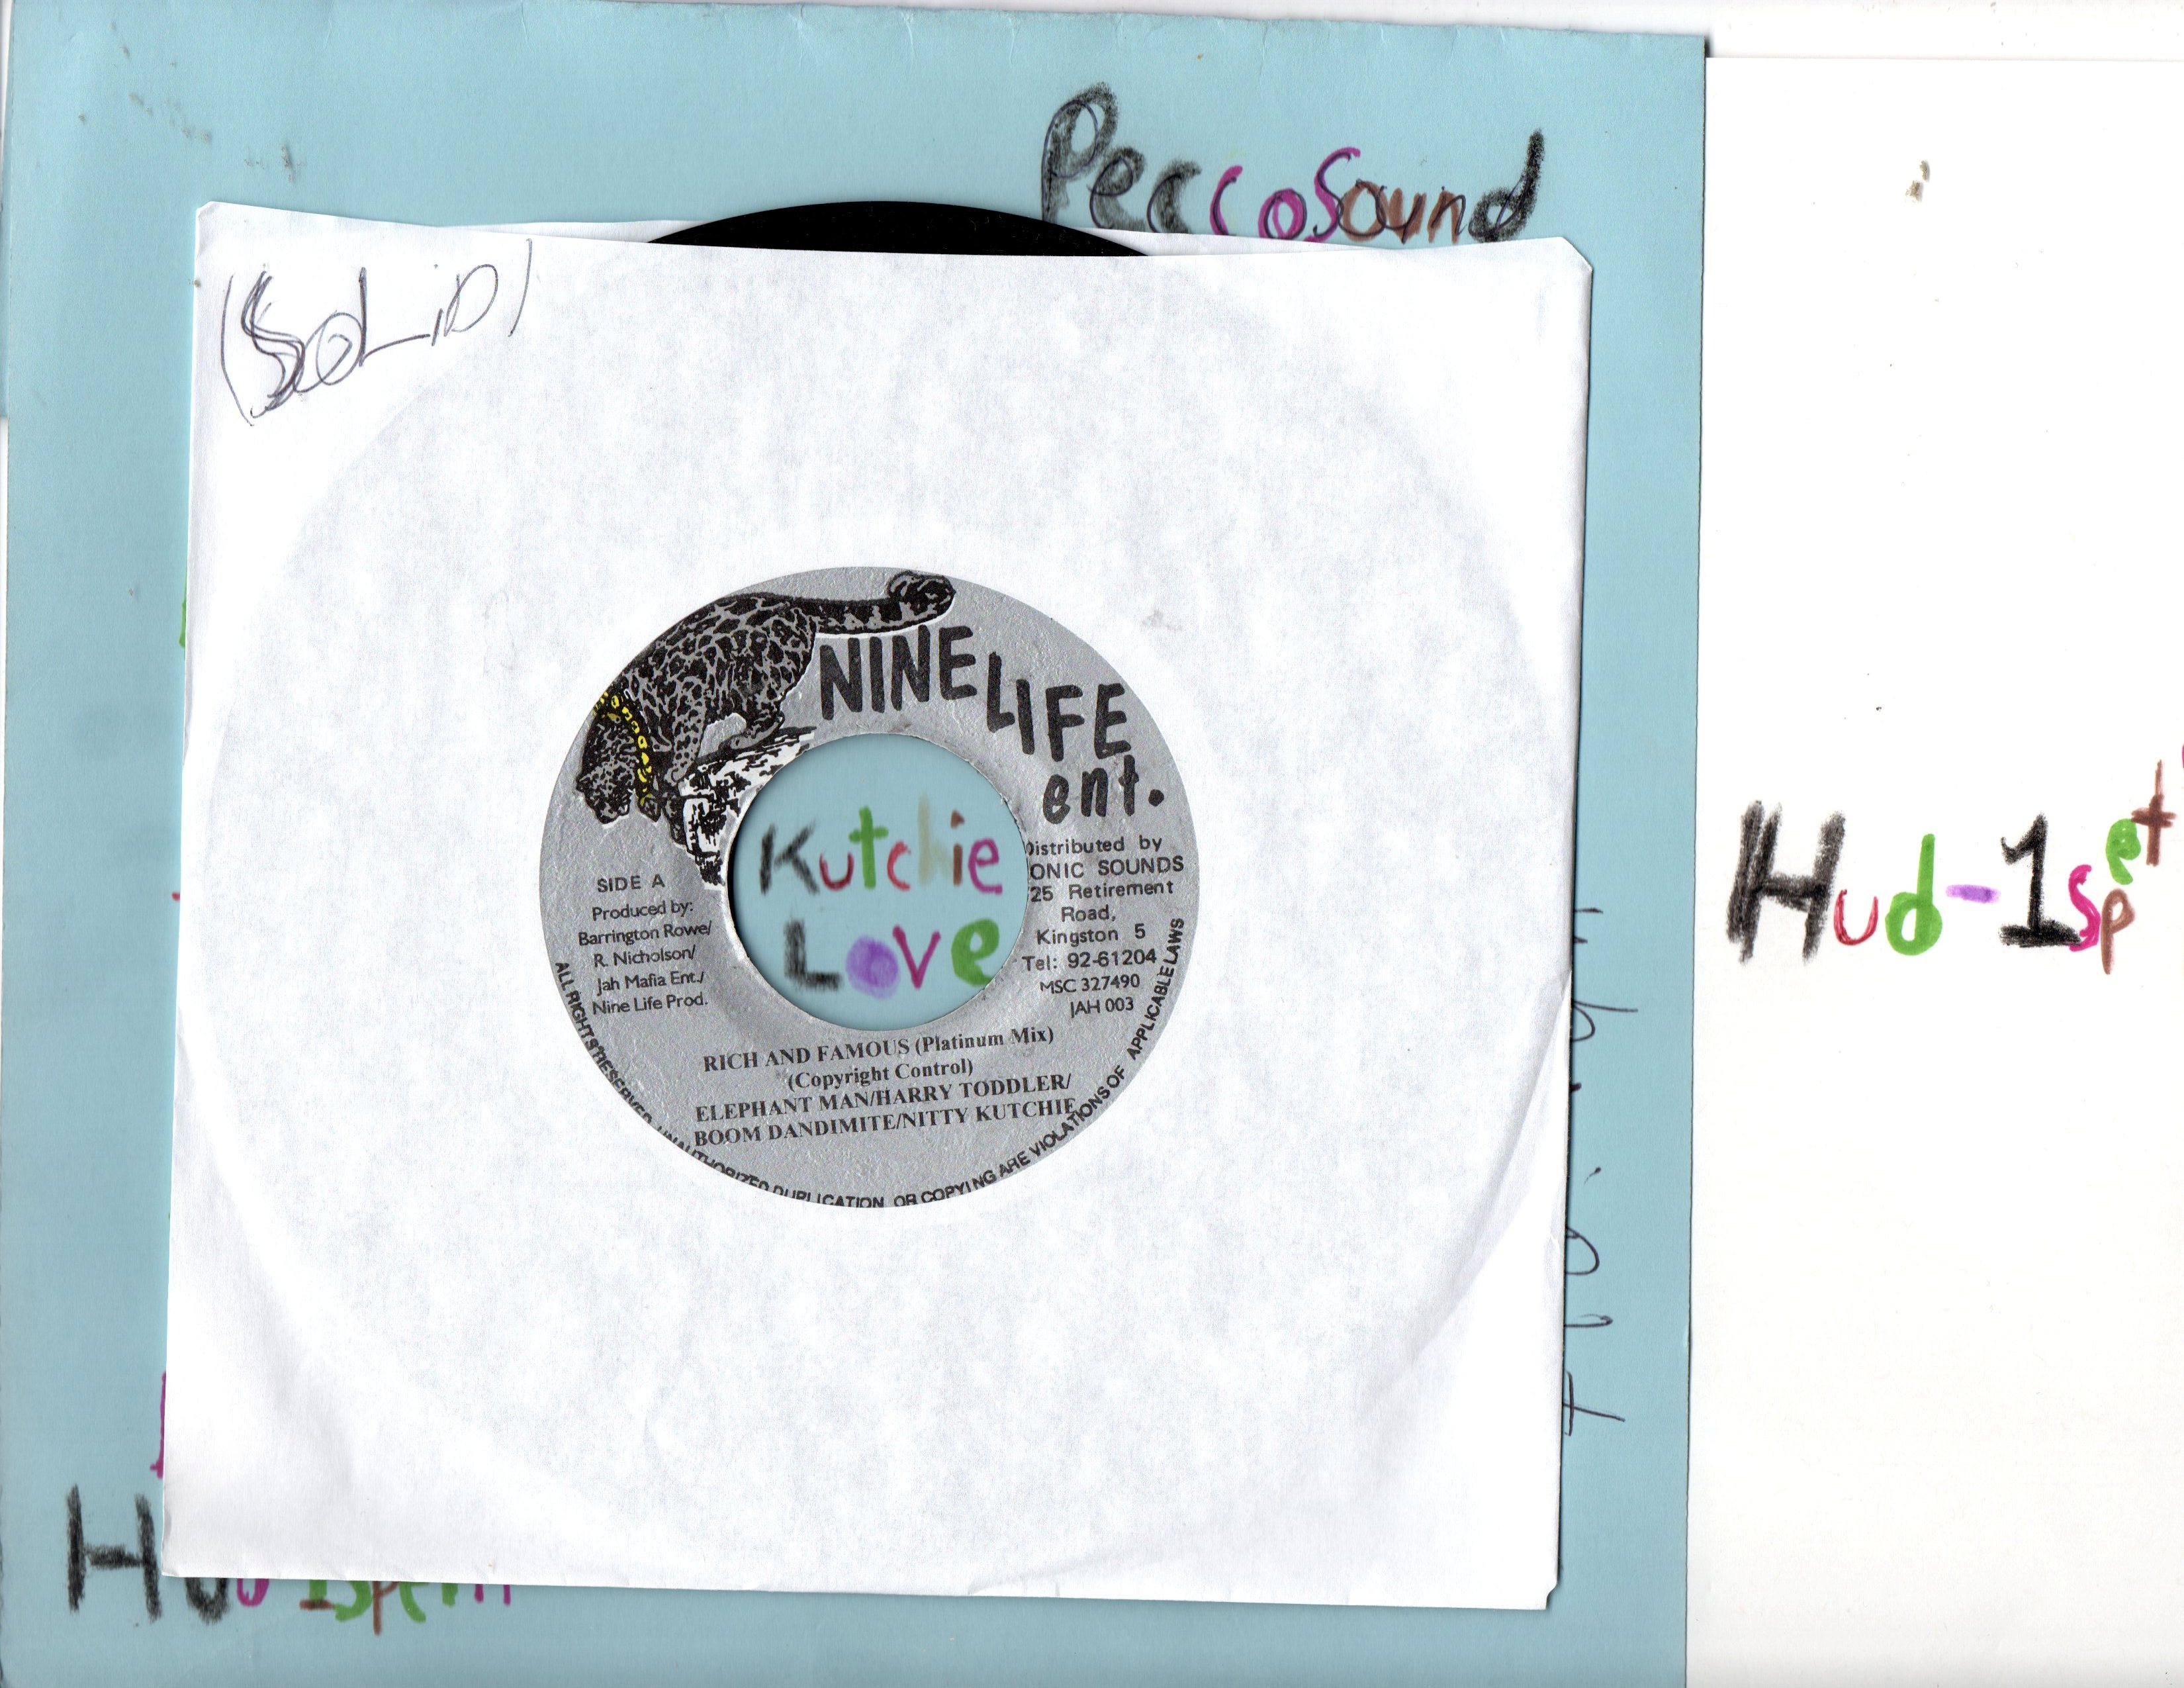 PeccoSound
(SoLiD)
NINE LIFE
ent.
Kutchie
Love
SIDE A
Produced by:
Barrington Rowe/
R. Nicholson/
Jah Mafia Ent./
Nine Life Prod.
Distributed by
ONIC SOUNDS
25 Retirement
Road,
Kingston 5
Tel: 92-61204
MSC 327490
JAH 003
RICH AND FAMOUS (Platinum Mix)
(Copyright Control)
ELEPHANT MAN/HARRY TODDLER/
BOOM DANDIMITE/NITTY KUTCHIE
ALL RIGHTS RESERVED. UNAUTHORIZED DUPLICATION OR COPYING ARE VIOLATIONS OF APPLICABLE LAWS
Hud-1spet